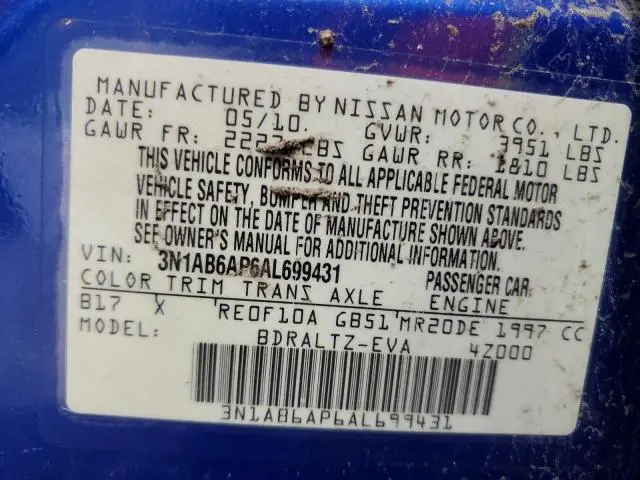 MANUFACTURED BY NISSAN MOTOR CO., LTD.
DATE: 05/10. GVWR: 3951 LBS
GAWR FR: 2227 LBS GAWR RR: 1810 LBS
THIS VEHICLE CONFORMS TO ALL APPLICABLE FEDERAL MOTOR
VEHICLE SAFETY, BUMPER AND THEFT PREVENTION STANDARDS
IN EFFECT ON THE DATE OF MANUFACTURE SHOWN ABOVE.
SEE OWNER'S MANUAL FOR ADDITIONAL INFORMATION.
VIN: 3N1AB6AP6AL699431 PASSENGER CAR.
COLOR TRIM TRANS AXLE ENGINE
B17 X RE0F10A GB51 MR20DE 1997 CC
MODEL: BDRALTZ-EVA 4Z000
3N1AB6AP6AL699431